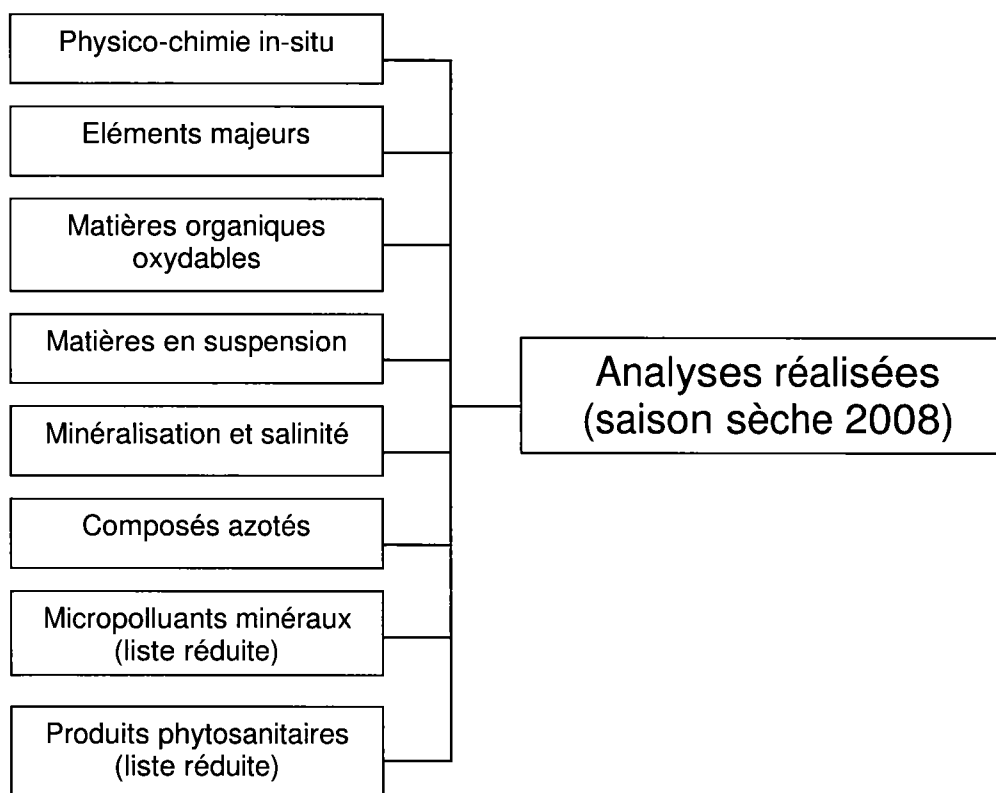 Physico-chimie in-situ
Eléments majeurs
Matières organiques
oxydables
Matières en suspension
Minéralisation et salinité
Composés azotés
Micropolluants minéraux
(liste réduite)
Produits phytosanitaires
(liste réduite)
Analyses réalisées
(saison sèche 2008)